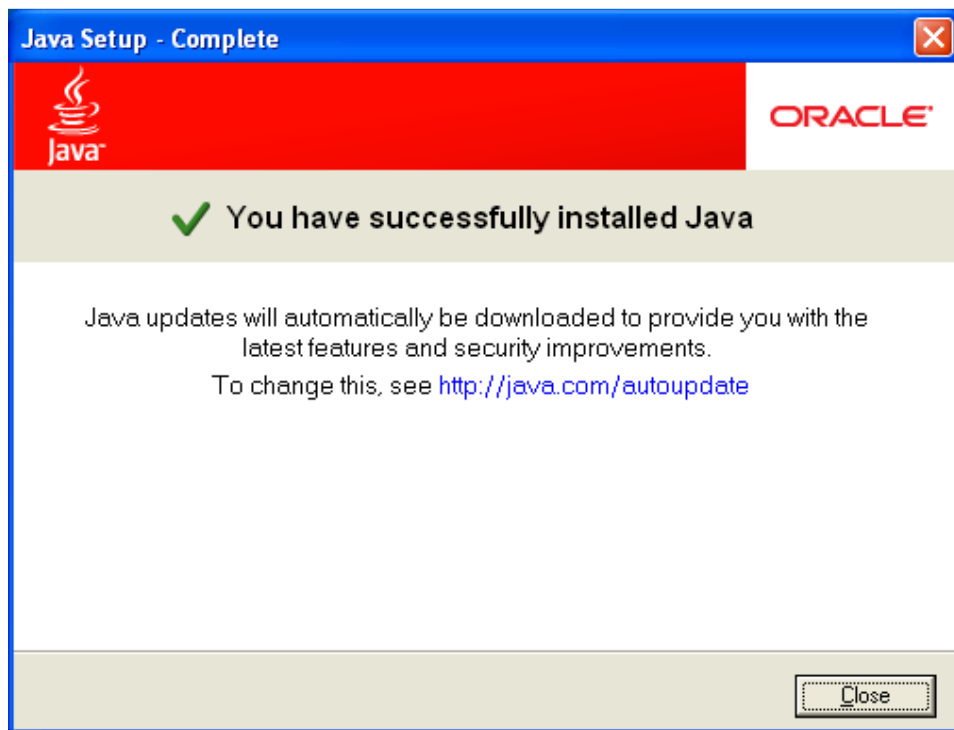 Java Setup - Complete
Java™
ORACLE®
You have successfully installed Java
Java updates will automatically be downloaded to provide you with the
latest features and security improvements.
To change this, see http://java.com/autoupdate
Close